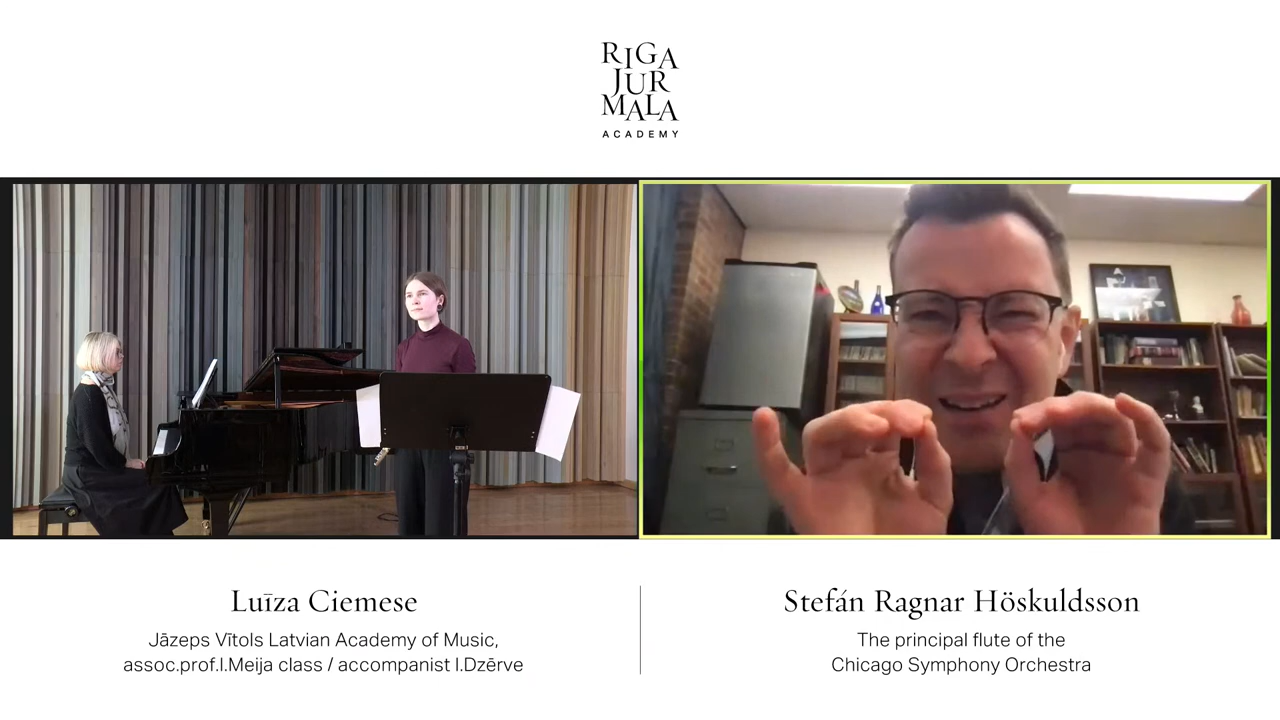 RIGA
JUR
MALA
ACADEMY
Luīza Ciemese
Jāzeps Vītols Latvian Academy of Music,
assoc.prof.I.Meija class / accompanist I.Dzērve
Stefán Ragnar Höskuldsson
The principal flute of the
Chicago Symphony Orchestra